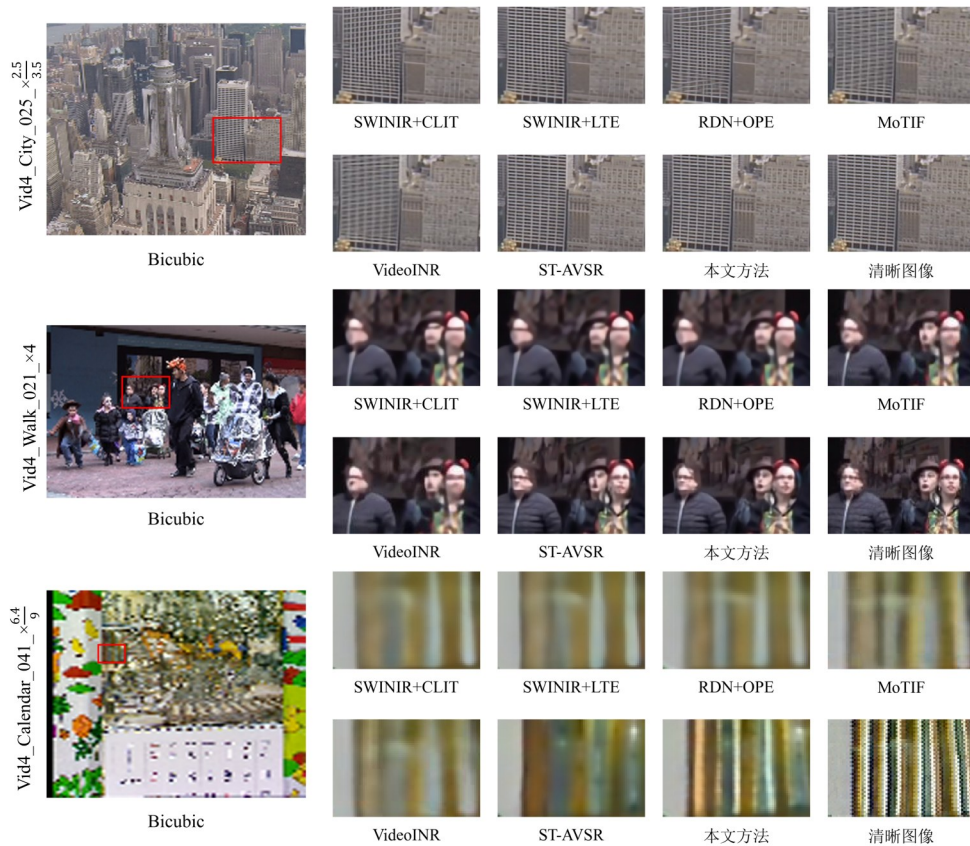 Vid4_City_025_×2.5/3.5
SWINIR+CLIT SWINIR+LTE RDN+OPE MoTIF
Bicubic
VideoINR ST-AVSR 本文方法 清晰图像
Vid4_Walk_021_×4
SWINIR+CLIT SWINIR+LTE RDN+OPE MoTIF
Bicubic
VideoINR ST-AVSR 本文方法 清晰图像
Vid4_Calendar_041_×6.4/9
SWINIR+CLIT SWINIR+LTE RDN+OPE MoTIF
Bicubic
VideoINR ST-AVSR 本文方法 清晰图像